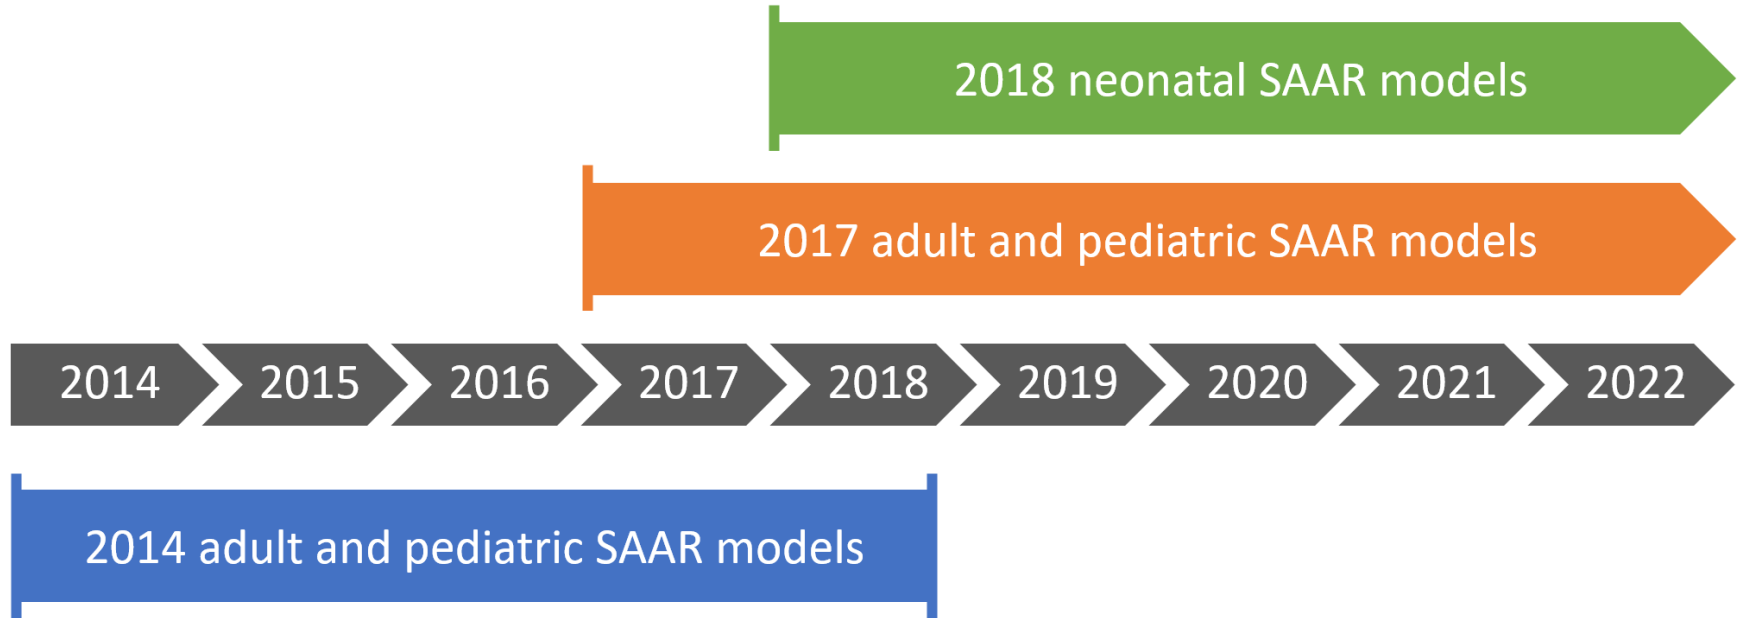 2018 neonatal SAAR models
2017 adult and pediatric SAAR models
2014 2015 2016 2017 2018 2019 2020 2021 2022
2014 adult and pediatric SAAR models